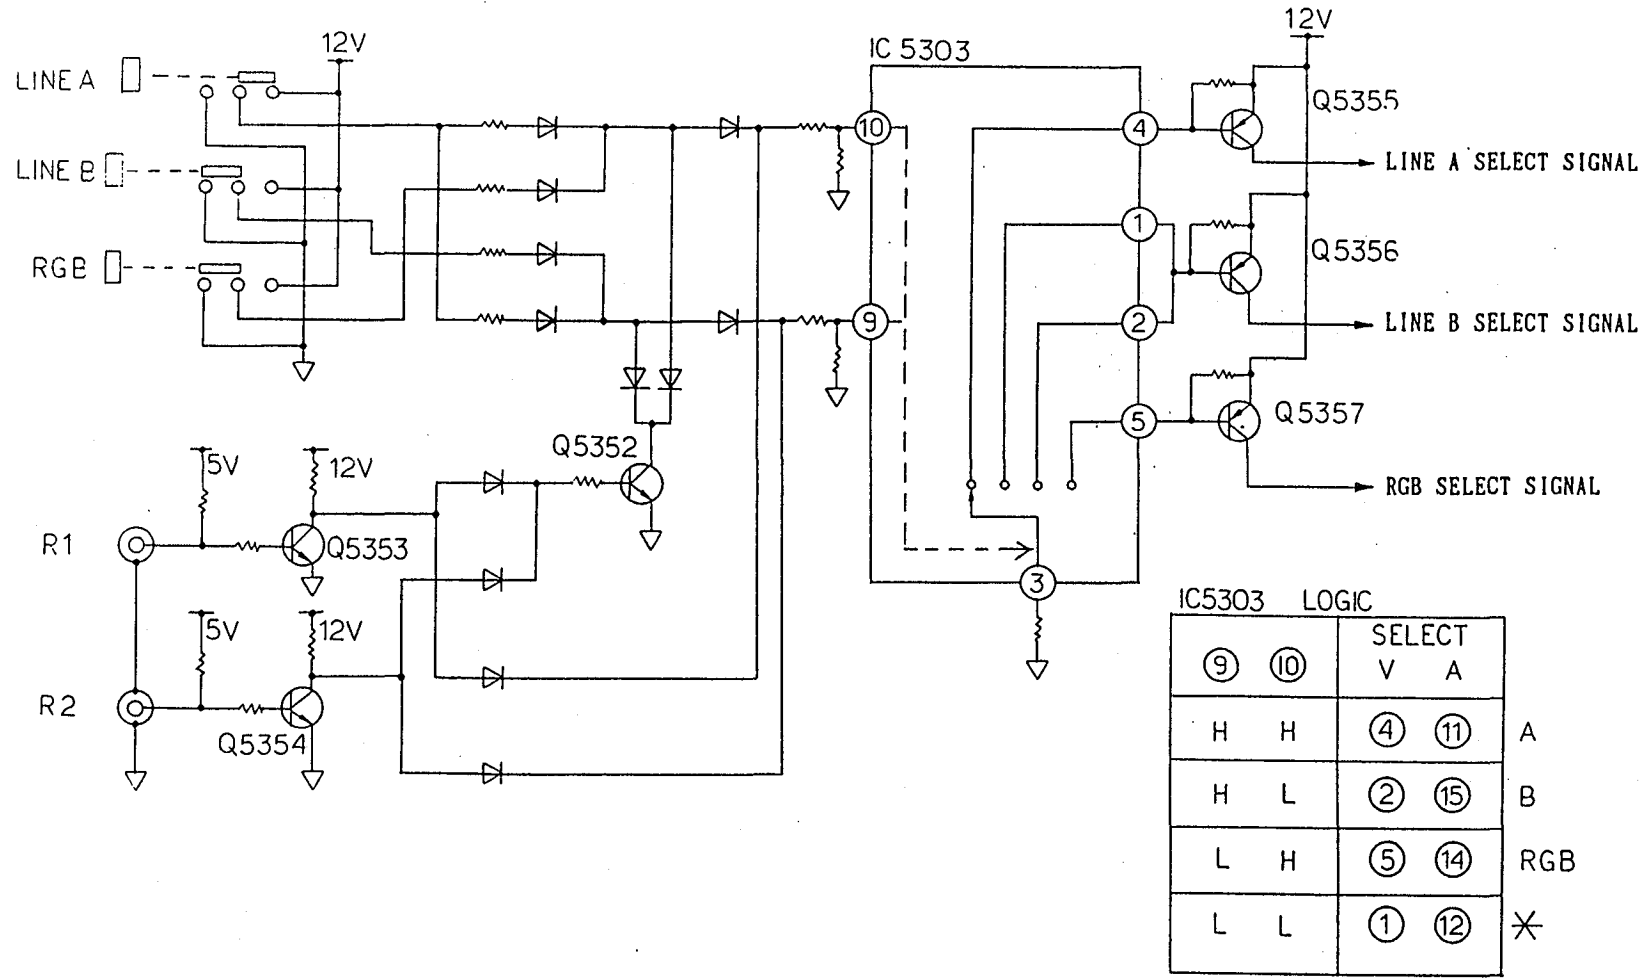 12V
LINE A
LINE B
RGB
IC 5303
10
9
4
1
2
5
3
12V
Q5355
LINE A SELECT SIGNAL
Q5356
LINE B SELECT SIGNAL
Q5357
RGB SELECT SIGNAL
Q5352
5V
12V
R1
Q5353
5V
12V
R2
Q5354
IC5303 LOGIC
SELECT
9 10 V A
H H 4 11 A
H L 2 15 B
L H 5 14 RGB
L L 1 12 *